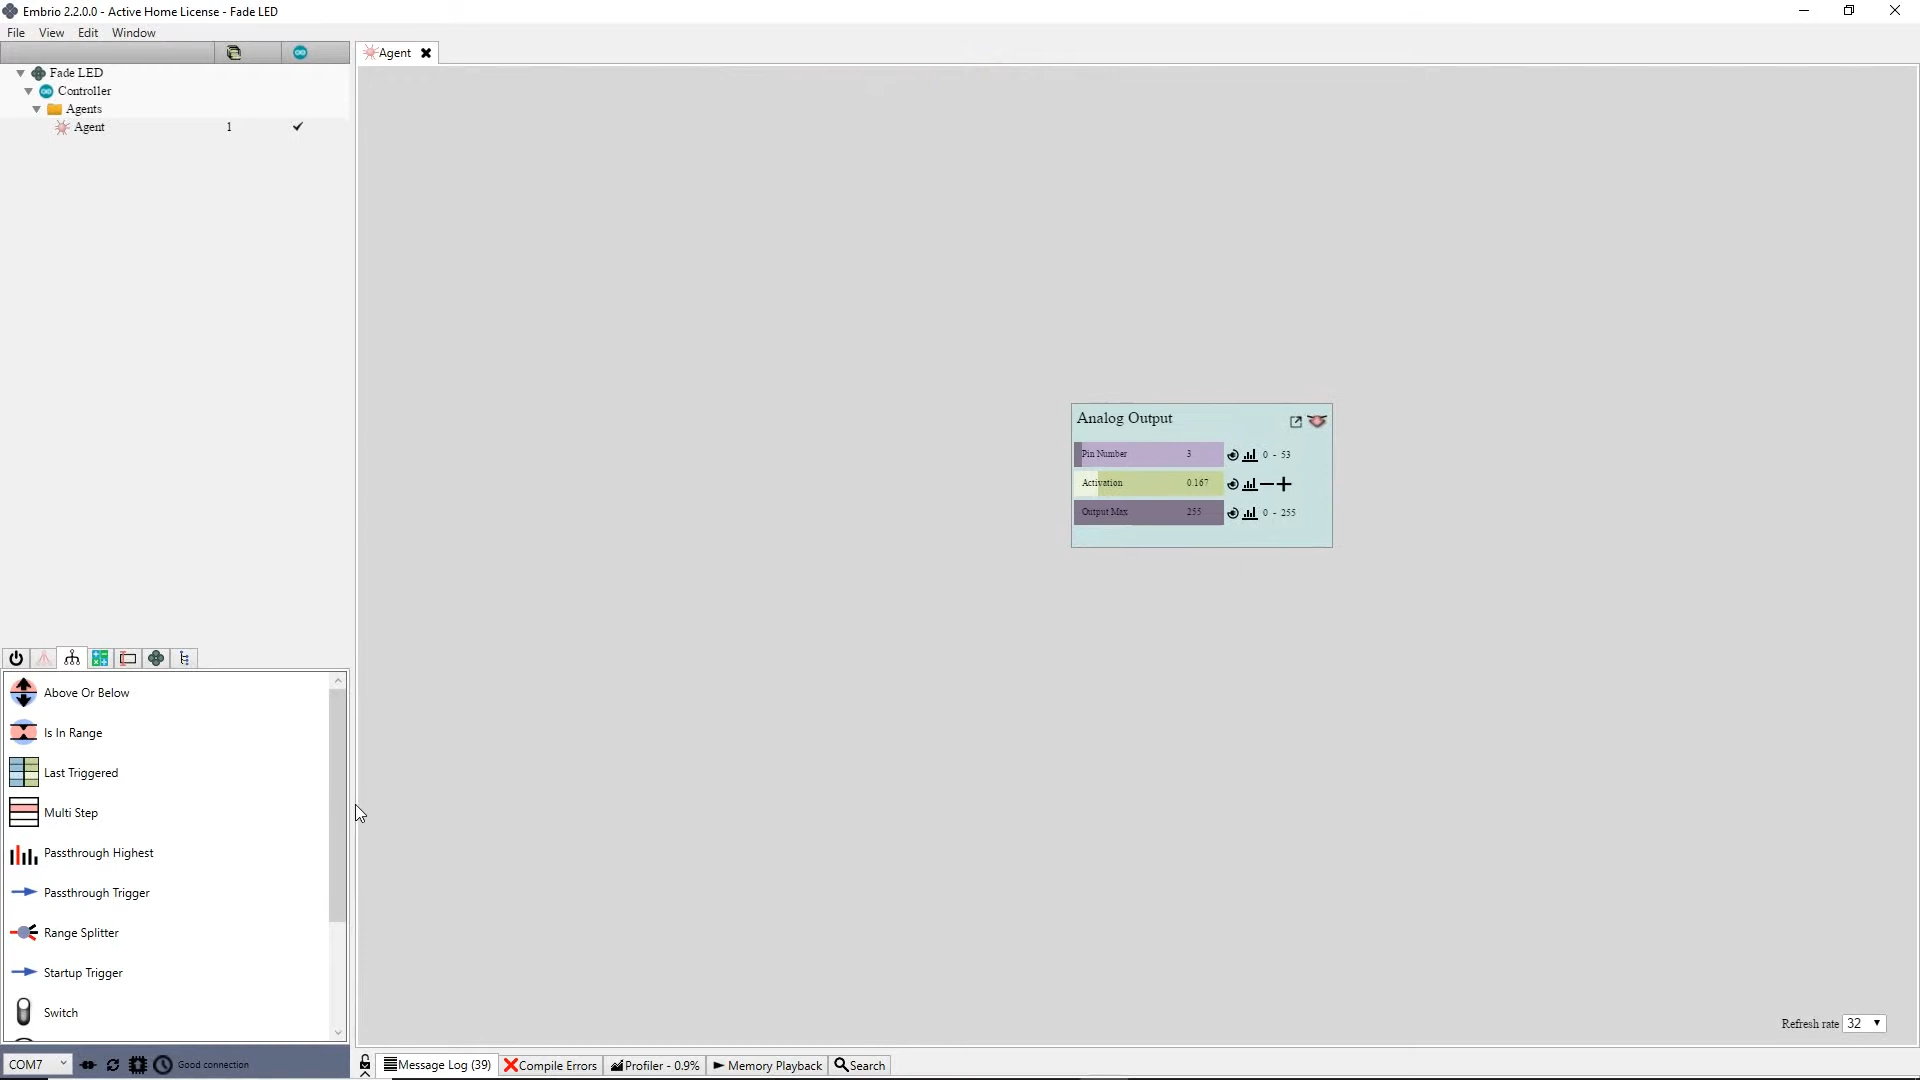 Embrio 2.2.0.0 - Active Home License - Fade LED
File View Edit Window
Agent
Fade LED
Controller
Agents
Agent 1
Analog Output
Pin Number 3 0 - 53
Activation 0.167
Output Max 255 0 - 255
Above Or Below
Is In Range
Last Triggered
Multi Step
Passthrough Highest
Passthrough Trigger
Range Splitter
Startup Trigger
Switch
Refresh rate 32
COM7 Good connection
Message Log (39) Compile Errors Profiler - 0.9% Memory Playback Search